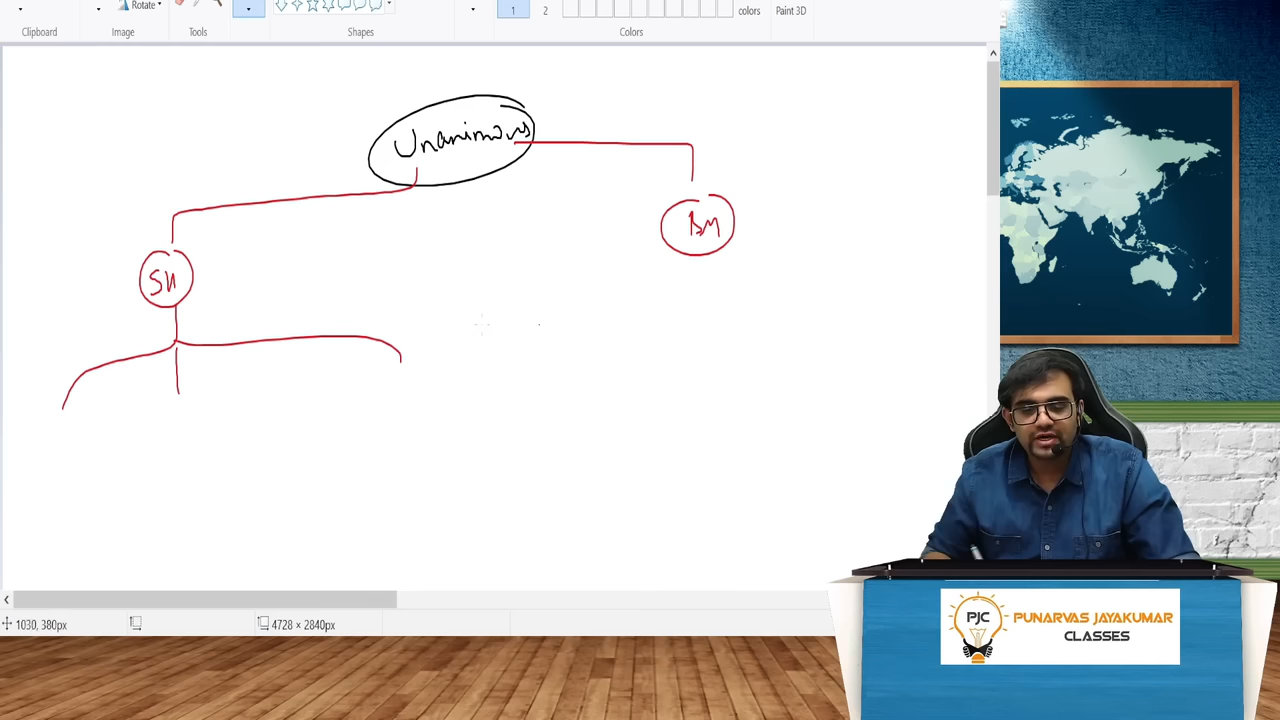 Rotate
1
2
colors
Paint 3D
Clipboard
Image
Tools
Shapes
Colors
Unanimous
BM
SH
1030, 380px
4728 × 2840px
PJC
PUNARVAS JAYAKUMAR
CLASSES